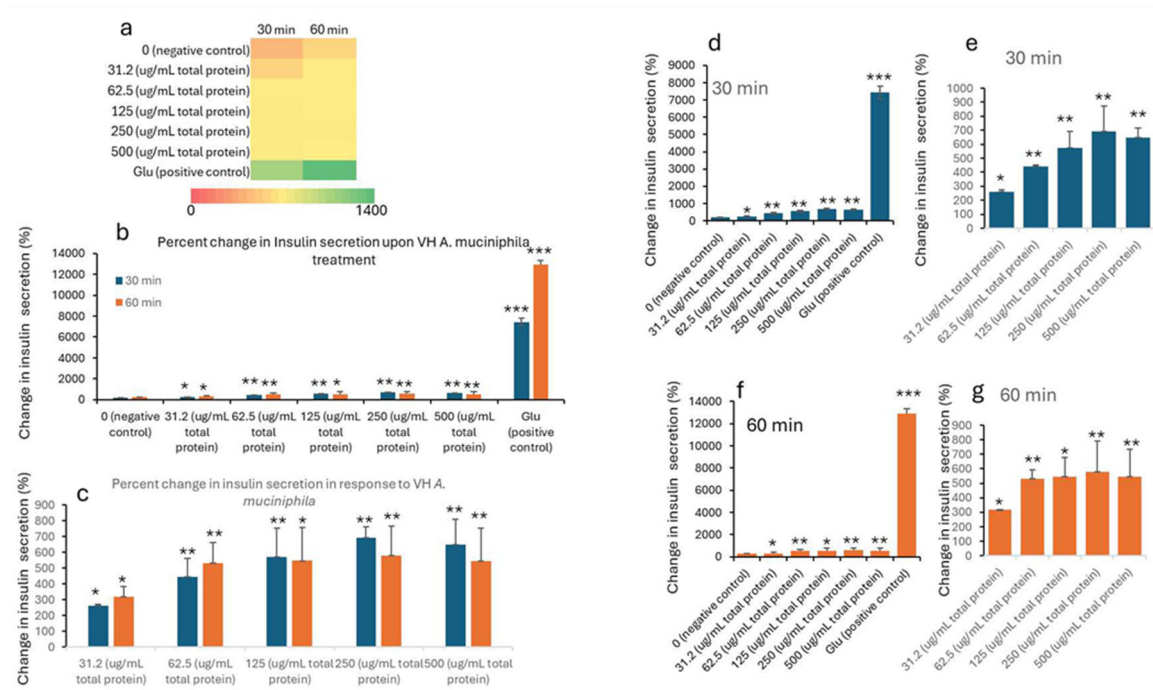 a
30 min 60 min
0 (negative control)
31.2 (ug/mL total protein)
62.5 (ug/mL total protein)
125 (ug/mL total protein)
250 (ug/mL total protein)
500 (ug/mL total protein)
Glu (positive control)
0 1400
b
Percent change in Insulin secretion upon VH A. muciniphila
treatment
Change in insulin secretion (%)
14000
12000
10000
8000
6000
4000
2000
0
30 min
60 min
* * ** ** ** * ** ** ** ** *** ***
0 (negative 31.2 (ug/mL 62.5 (ug/mL 125 (ug/mL 250 (ug/mL 500 (ug/mL Glu
control) total total total total total (positive
protein) protein) protein) protein) protein) control)
c
Percent change in insulin secretion in response to VH A.
muciniphila
Change in insulin secretion (%)
900
800
700
600
500
400
300
200
100
0
* * ** ** ** * ** ** ** **
31.2 (ug/mL 62.5 (ug/mL 125 (ug/mL total 250 (ug/mL total 500 (ug/mL total
total protein) total protein) protein) protein) protein)
d
30 min
Change in insulin secretion (%)
9000
8000
7000
6000
5000
4000
3000
2000
1000
0
* ** ** ** ** ***
0 (negative control)
31.2 (ug/mL total protein)
62.5 (ug/mL total protein)
125 (ug/mL total protein)
250 (ug/mL total protein)
500 (ug/mL total protein)
Glu (positive control)
e
30 min
Change in insulin secretion (%)
1000
900
800
700
600
500
400
300
200
100
0
* ** ** ** **
31.2 (ug/mL total protein)
62.5 (ug/mL total protein)
125 (ug/mL total protein)
250 (ug/mL total protein)
500 (ug/mL total protein)
f
60 min
Change in insulin secretion (%)
14000
12000
10000
8000
6000
4000
2000
0
* ** * ** ** ***
0 (negative control)
31.2 (ug/mL total protein)
62.5 (ug/mL total protein)
125 (ug/mL total protein)
250 (ug/mL total protein)
500 (ug/mL total protein)
Glu (positive control)
g
60 min
Change in insulin secretion (%)
900
800
700
600
500
400
300
200
100
0
* ** * ** **
31.2 (ug/mL total protein)
62.5 (ug/mL total protein)
125 (ug/mL total protein)
250 (ug/mL total protein)
500 (ug/mL total protein)